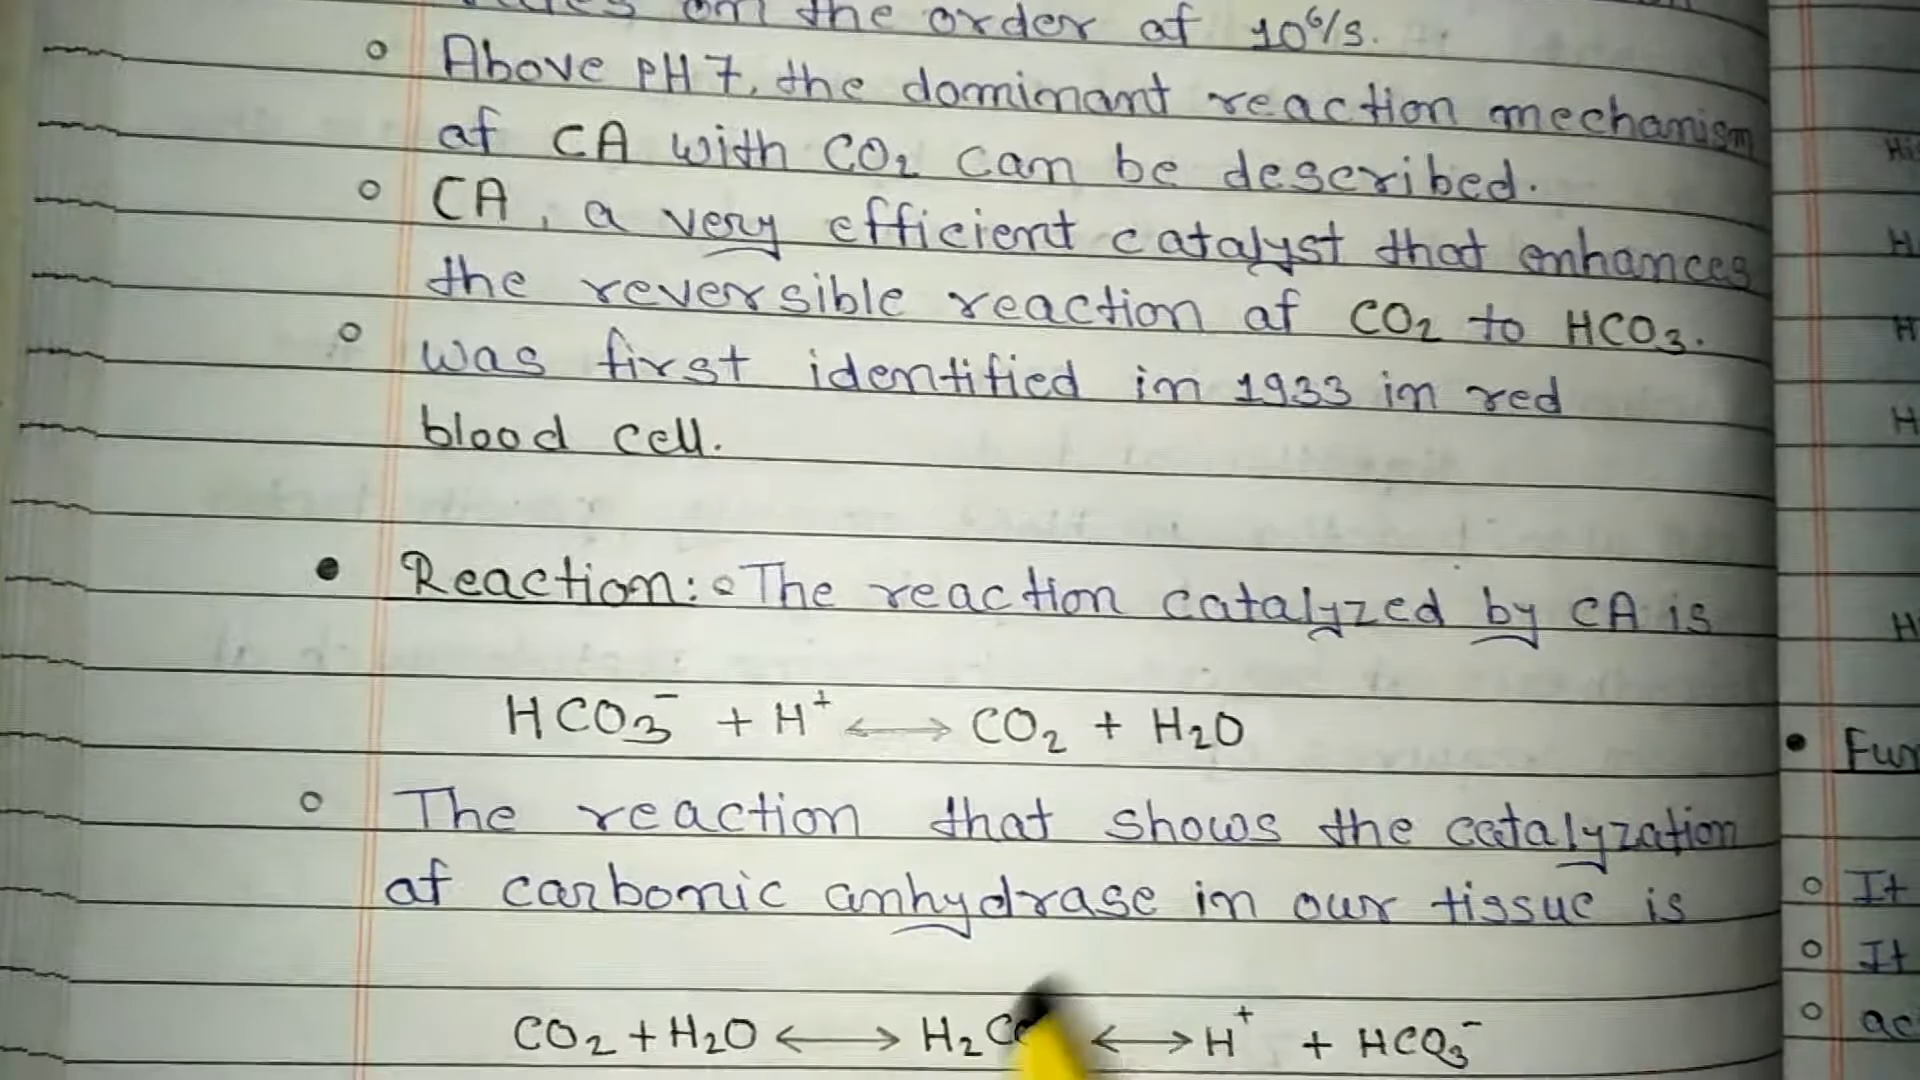 on the order of 10⁶/s.
Above pH 7, the dominant reaction mechanism
of CA with CO₂ can be described.
CA, a very efficient catalyst that enhances
the reversible reaction of CO₂ to HCO₃.
was first identified in 1933 in red
blood cell.
Reaction: The reaction catalyzed by CA is
HCO₃⁻ + H⁺ ⟷ CO₂ + H₂O
The reaction that shows the catalyzation
of carbonic anhydrase in our tissue is
CO₂ + H₂O ⟷ H₂C ⟷ H⁺ + HCO₃⁻
It
It